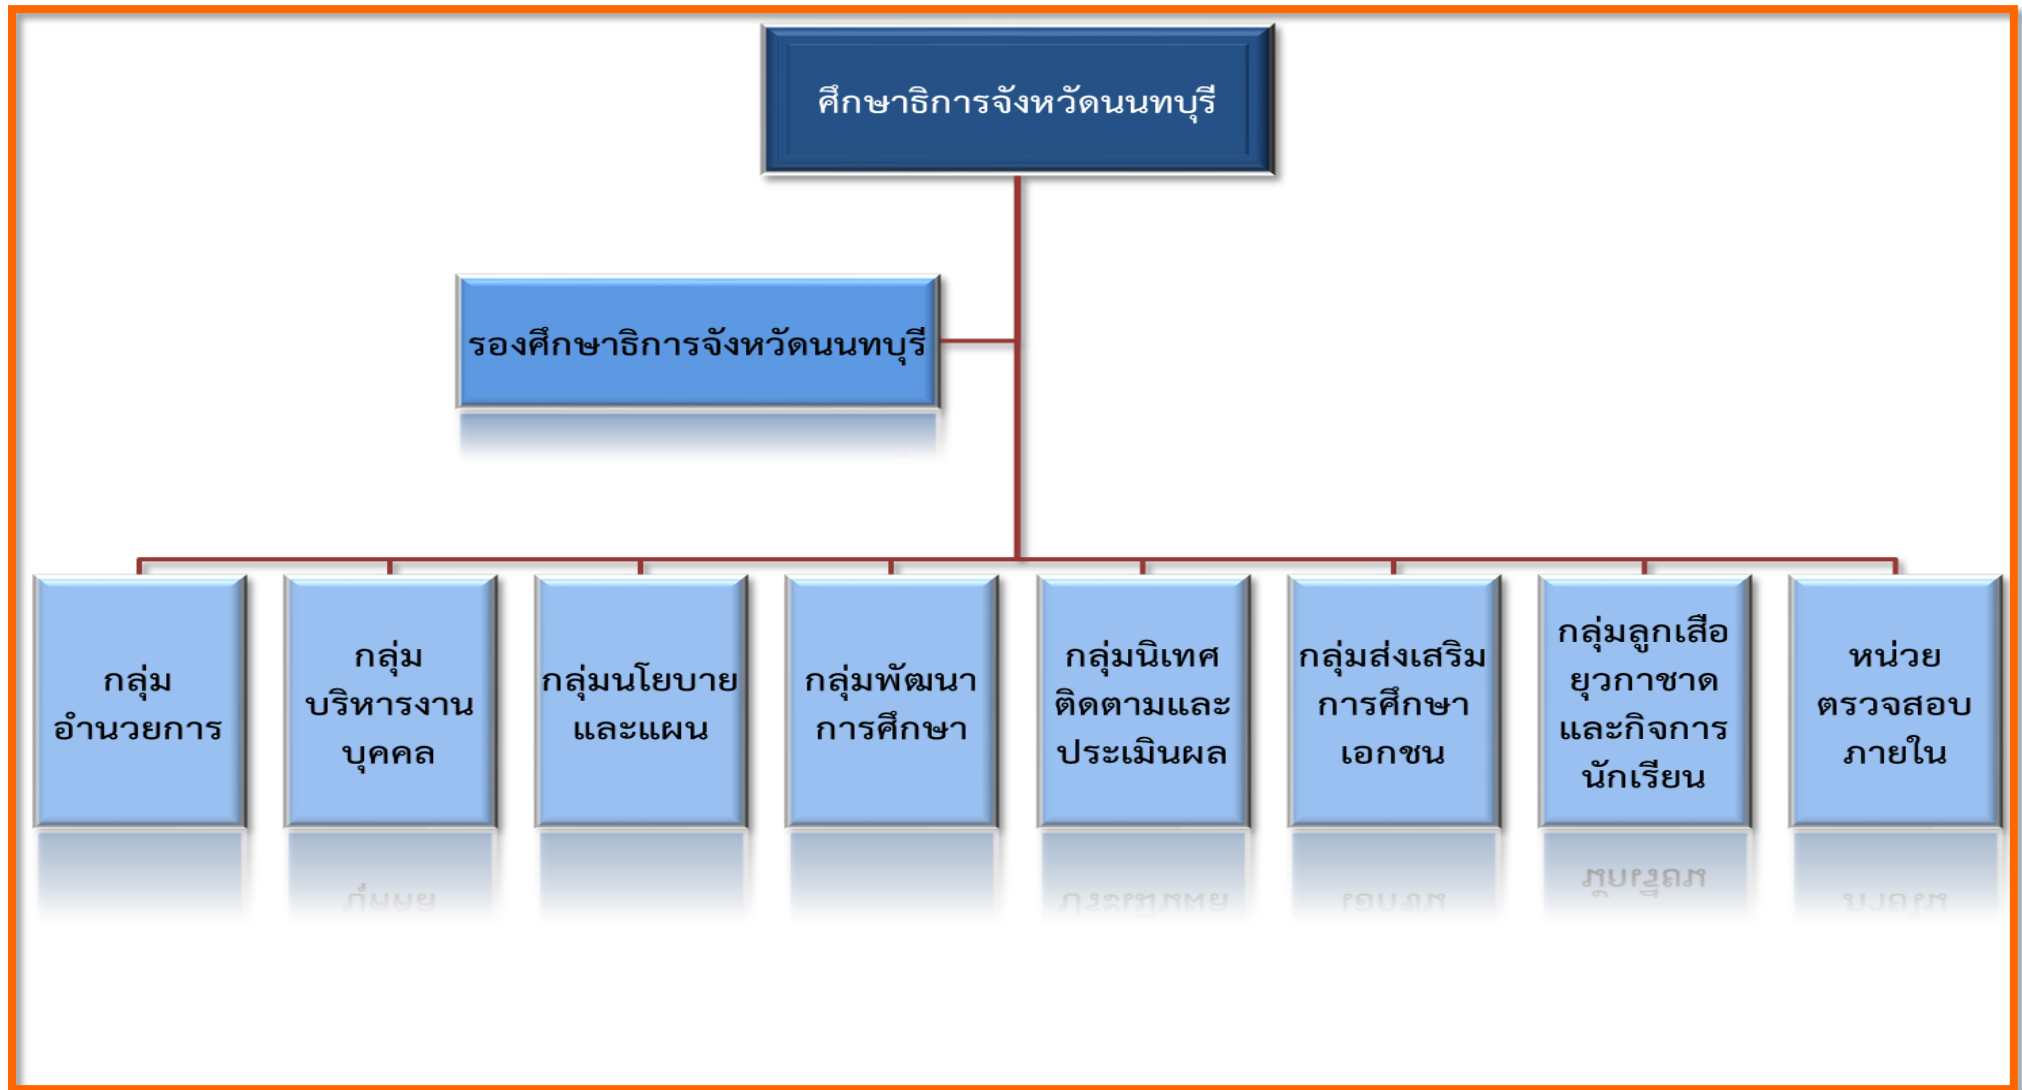 ศึกษาธิการจังหวัดนนทบุรี
รองศึกษาธิการจังหวัดนนทบุรี
กลุ่ม
อำนวยการ
กลุ่ม
บริหารงาน
บุคคล
กลุ่มนโยบาย
และแผน
กลุ่มพัฒนา
การศึกษา
กลุ่มนิเทศ
ติดตามและ
ประเมินผล
กลุ่มส่งเสริม
การศึกษา
เอกชน
กลุ่มลูกเสือ
ยุวกาชาด
และกิจการ
นักเรียน
หน่วย
ตรวจสอบ
ภายใน